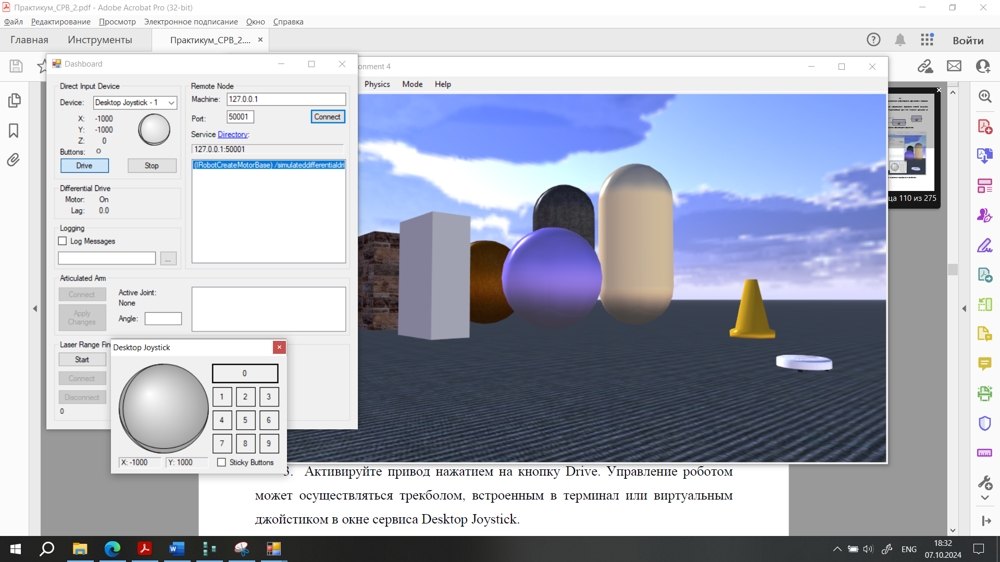 Практикум_СРВ_2.pdf - Adobe Acrobat Pro (32-bit)
Файл Редактирование Просмотр Электронное подписание Окно Справка
Главная Инструменты Практикум_СРВ_2.... ×
Войти
Dashboard
onment 4
Physics Mode Help
Direct Input Device
Device: Desktop Joystick - 1
X: -1000
Y: -1000
Z: 0
Buttons: O
Drive Stop
Differential Drive
Motor: On
Lag: 0.0
Logging
Log Messages
...
Remote Node
Machine: 127.0.0.1
Port: 50001 Connect
Service Directory:
127.0.0.1:50001
(IRobotCreateMotorBase) /simulateddifferentialdri
Articulated Arm
Connect
Apply Changes
Active Joint:
None
Angle:
Laser Range Fin
Start
Connect
Disconnect
0
Desktop Joystick
0
1 2 3
4 5 6
7 8 9
X: -1000 Y: 1000 Sticky Buttons
ца 110 из 275
3. Активируйте привод нажатием на кнопку Drive. Управление роботом
может осуществляться трекболом, встроенным в терминал или виртуальным
джойстиком в окне сервиса Desktop Joystick.
ENG
18:32
07.10.2024